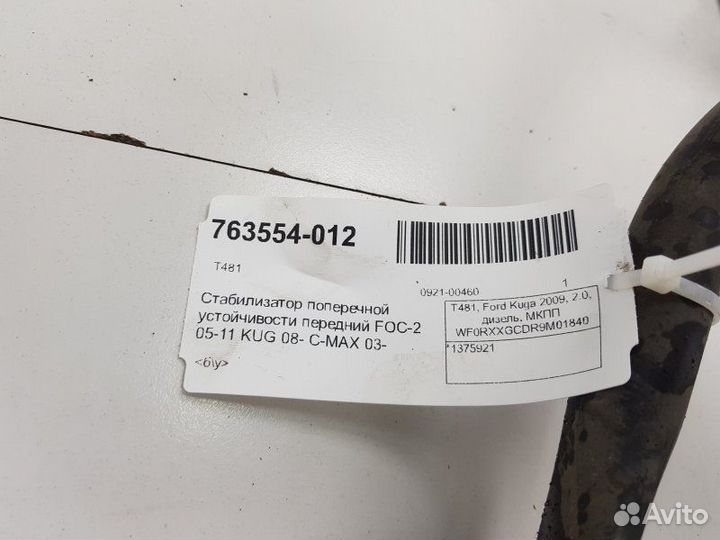 763554-012
T481
Стабилизатор поперечной
устойчивости передний FOC-2
05-11 KUG 08- C-MAX 03-
<б\у>
0921-00460 1
T481, Ford Kuga 2009, 2.0,
дизель, МКПП
WF0RXXGCDR9M01840
*1375921
Avito